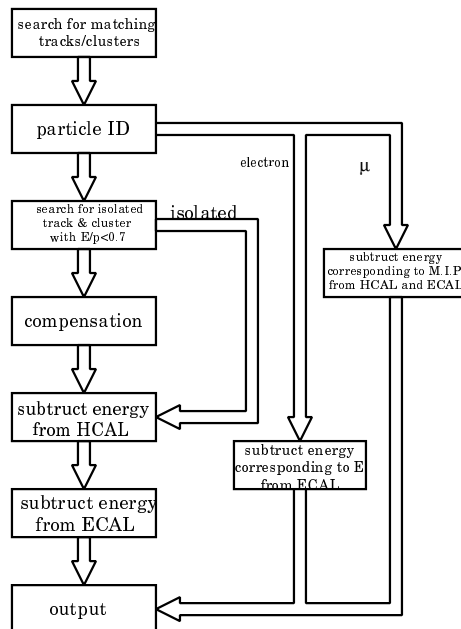 search for matching
tracks/clusters
particle ID
electron
μ
search for isolated
track & cluster
with E/p<0.7
isolated
subtruct energy
corresponding to M.I.P
from HCAL and ECAL
compensation
subtruct energy
from HCAL
subtruct energy
corresponding to E
from ECAL
subtruct energy
from ECAL
output